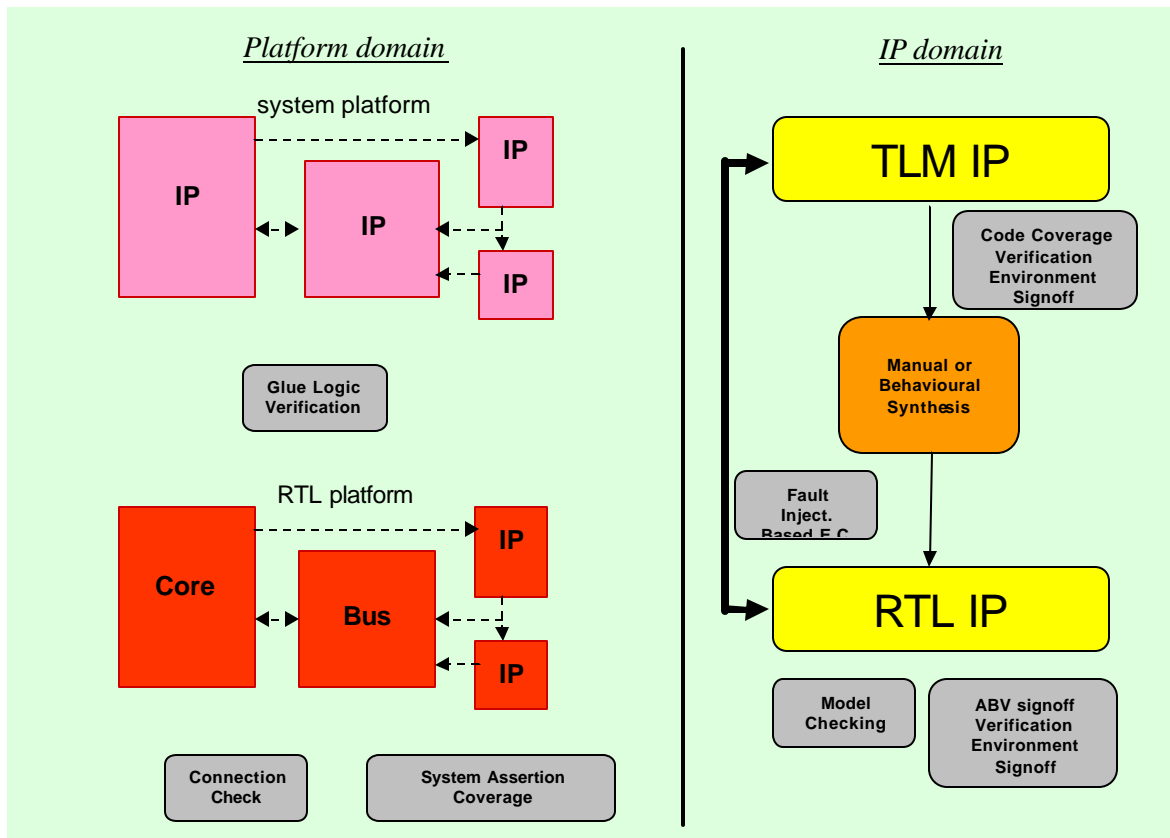 Platform domain
system platform
IP
IP
IP
IP
Glue Logic
Verification
RTL platform
Core
Bus
IP
IP
Connection
Check
System Assertion
Coverage
IP domain
TLM IP
Code Coverage
Verification
Environment
Signoff
Manual or
Behavioural
Synthesis
Fault
Inject.
Based E.C.
RTL IP
Model
Checking
ABV signoff
Verification
Environment
Signoff